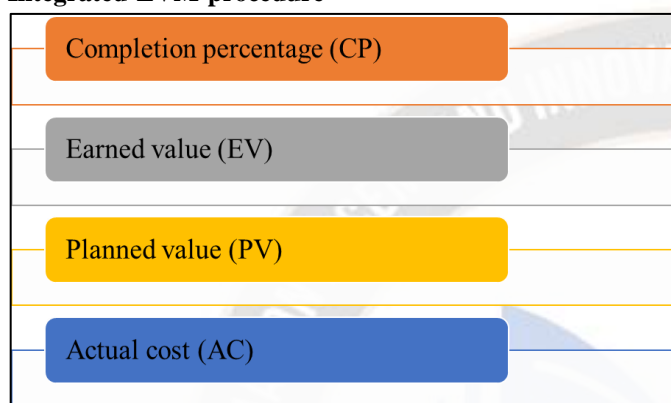 Integrated EVM procedure
Completion percentage (CP)
Earned value (EV)
Planned value (PV)
Actual cost (AC)